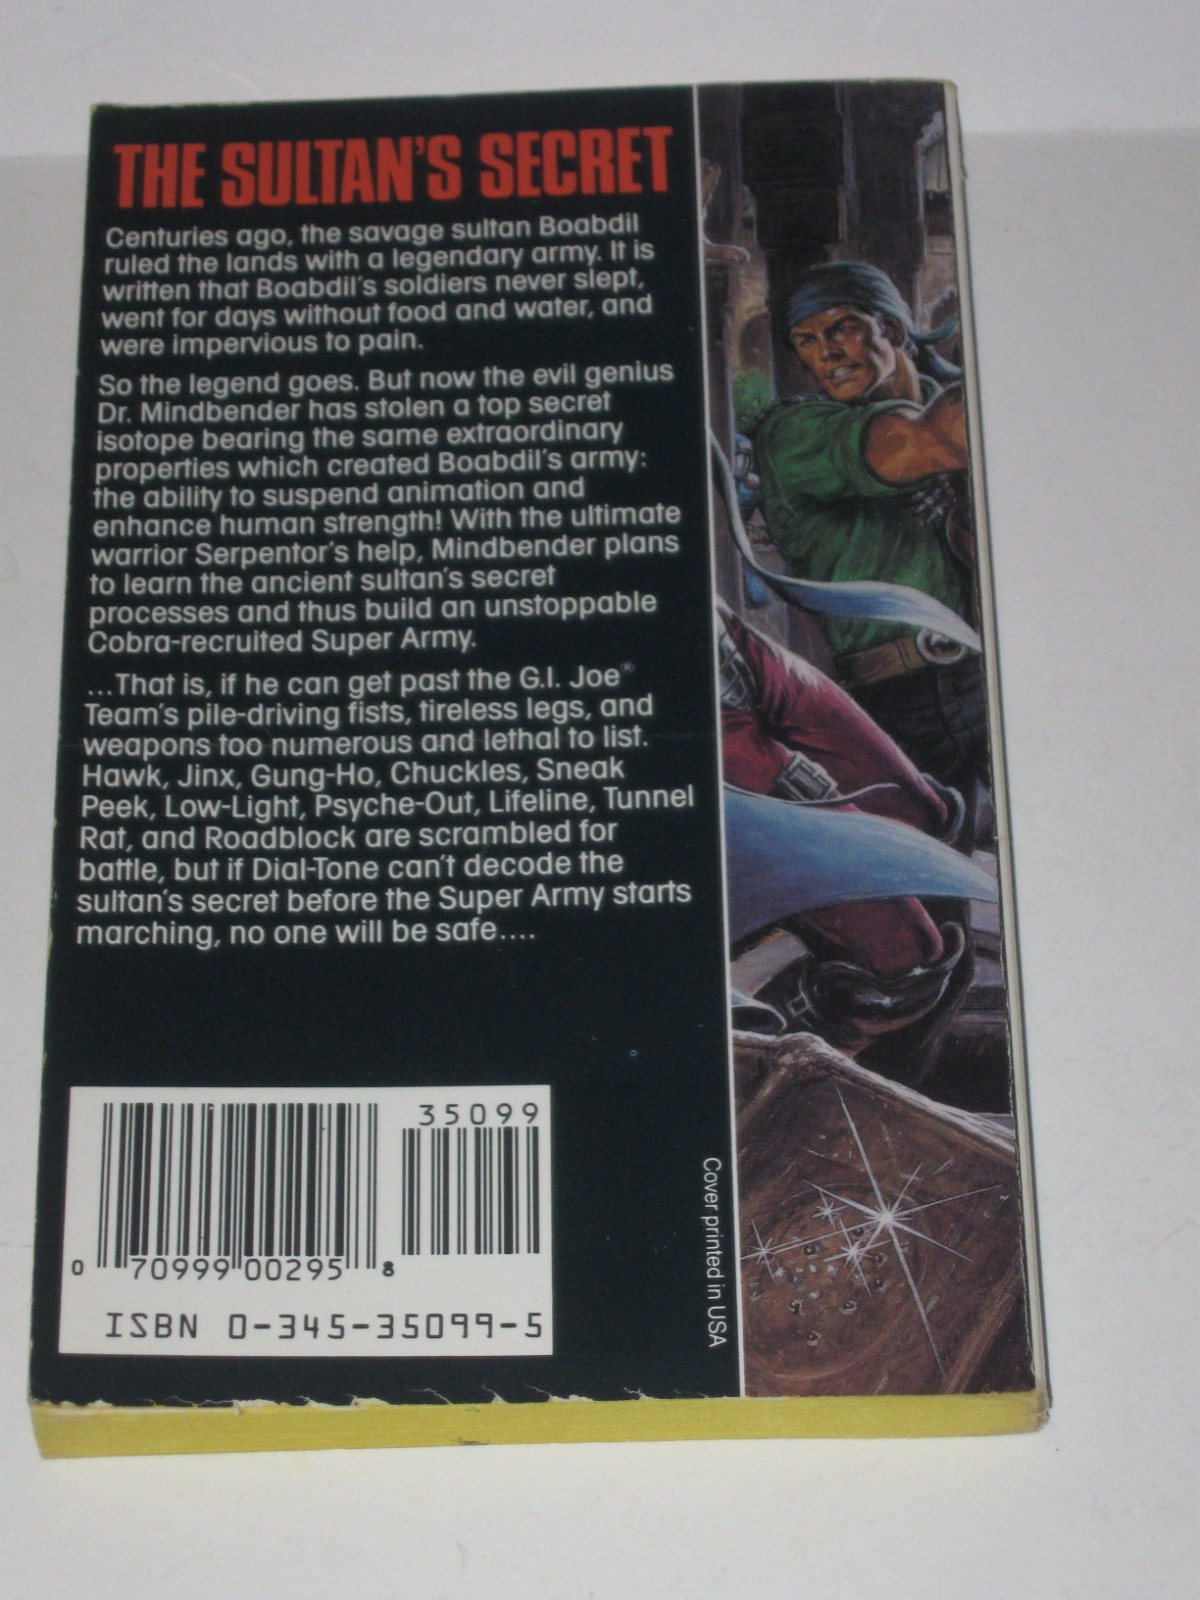 THE SULTAN'S SECRET
Centuries ago, the savage sultan Boabdil
ruled the lands with a legendary army. It is
written that Boabdil's soldiers never slept,
went for days without food and water, and
were impervious to pain.
So the legend goes. But now the evil genius
Dr. Mindbender has stolen a top secret
isotope bearing the same extraordinary
properties which created Boabdil's army:
the ability to suspend animation and
enhance human strength! With the ultimate
warrior Serpentor's help, Mindbender plans
to learn the ancient sultan's secret
processes and thus build an unstoppable
Cobra-recruited Super Army.
...That is, if he can get past the G.I. Joe®
Team's pile-driving fists, tireless legs, and
weapons too numerous and lethal to list.
Hawk, Jinx, Gung-Ho, Chuckles, Sneak
Peek, Low-Light, Psyche-Out, Lifeline, Tunnel
Rat, and Roadblock are scrambled for
battle, but if Dial-Tone can't decode the
sultan's secret before the Super Army starts
marching, no one will be safe....
35099
0 70999 00295 8
ISBN 0-345-35099-5
Cover printed in USA